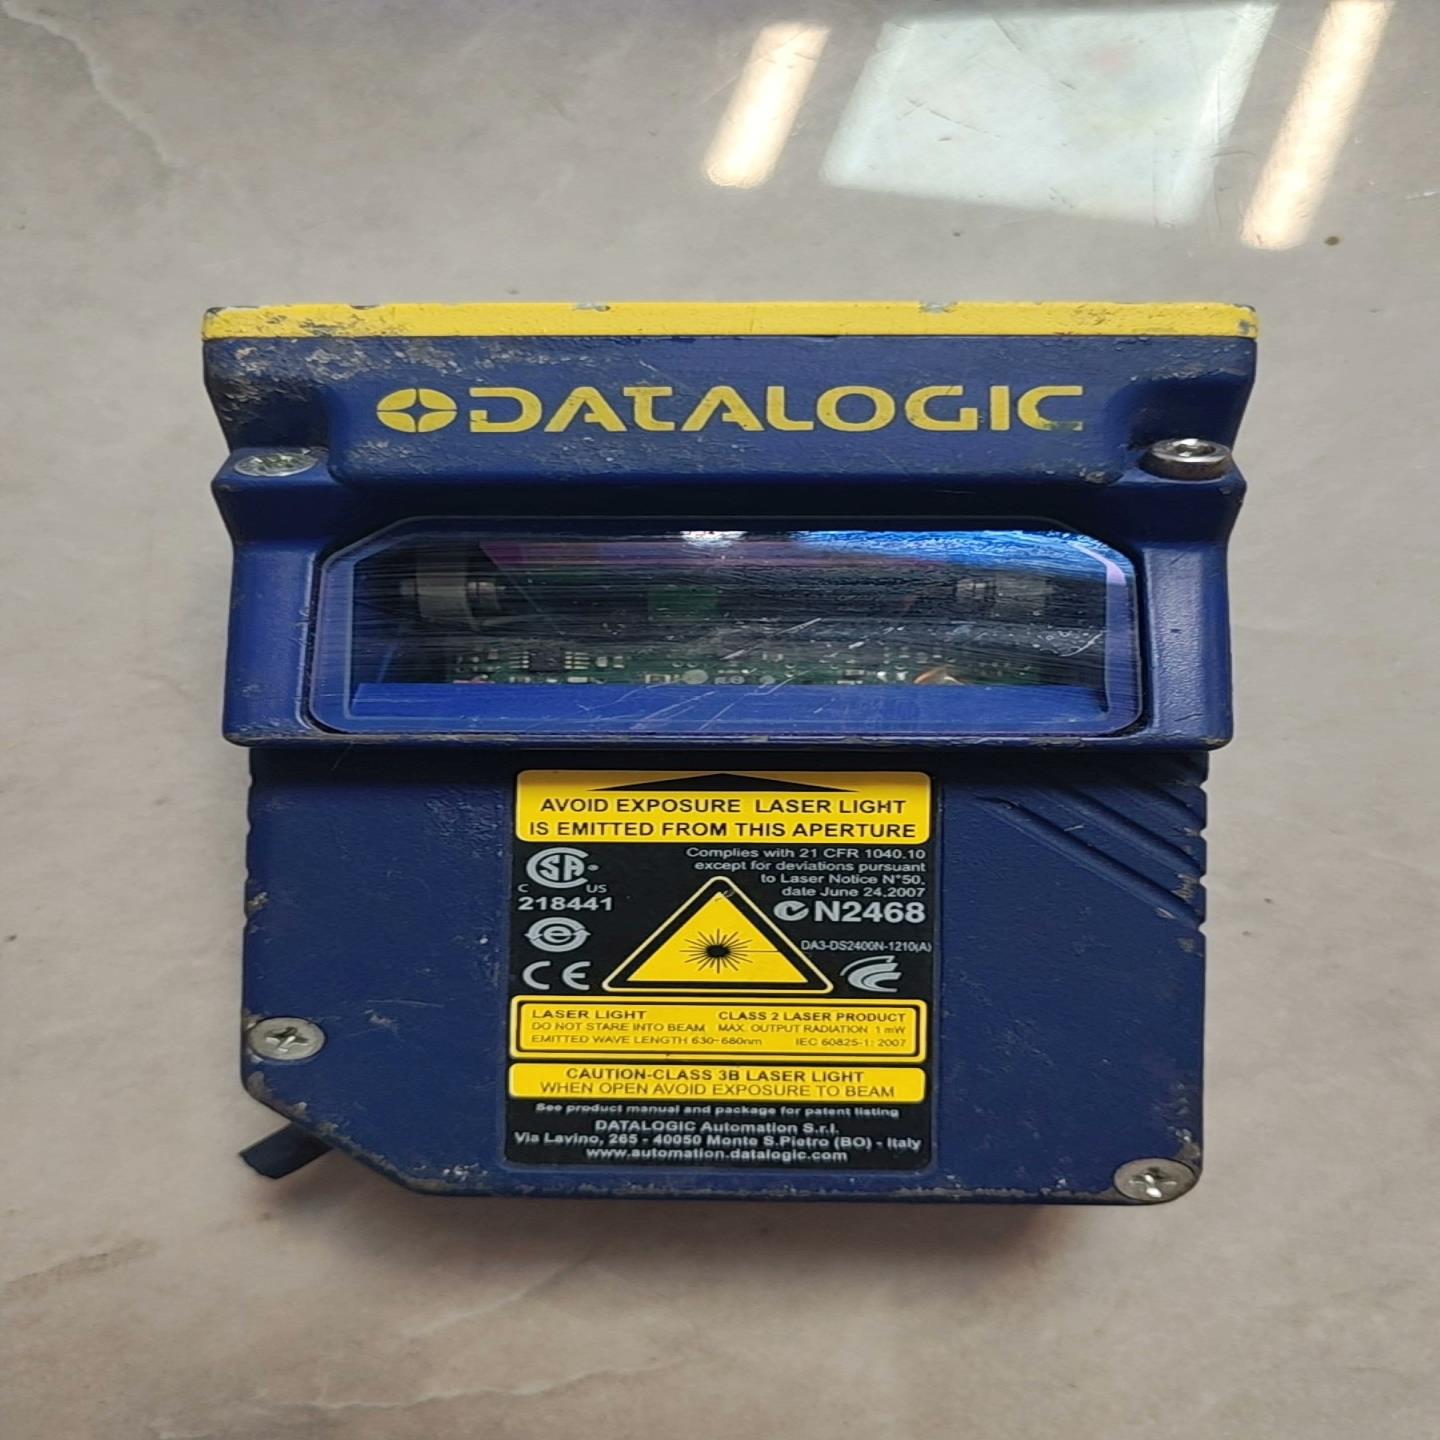 DATALOGIC
AVOID EXPOSURE LASER LIGHT
IS EMITTED FROM THIS APERTURE
Complies with 21 CFR 1040.10
except for deviations pursuant
to Laser Notice N°50,
date June 24,2007
C US
218441
N2468
DA3-DS2400N-1210(A)
CE
LASER LIGHT CLASS 2 LASER PRODUCT
DO NOT STARE INTO BEAM MAX. OUTPUT RADIATION 1 mW
EMITTED WAVE LENGTH 630~680nm IEC 60825-1: 2007
CAUTION-CLASS 3B LASER LIGHT
WHEN OPEN AVOID EXPOSURE TO BEAM
See product manual and package for patent listing
DATALOGIC Automation S.r.l.
Via Lavino, 265 - 40050 Monte S.Pietro (BO) - Italy
www.automation.datalogic.com